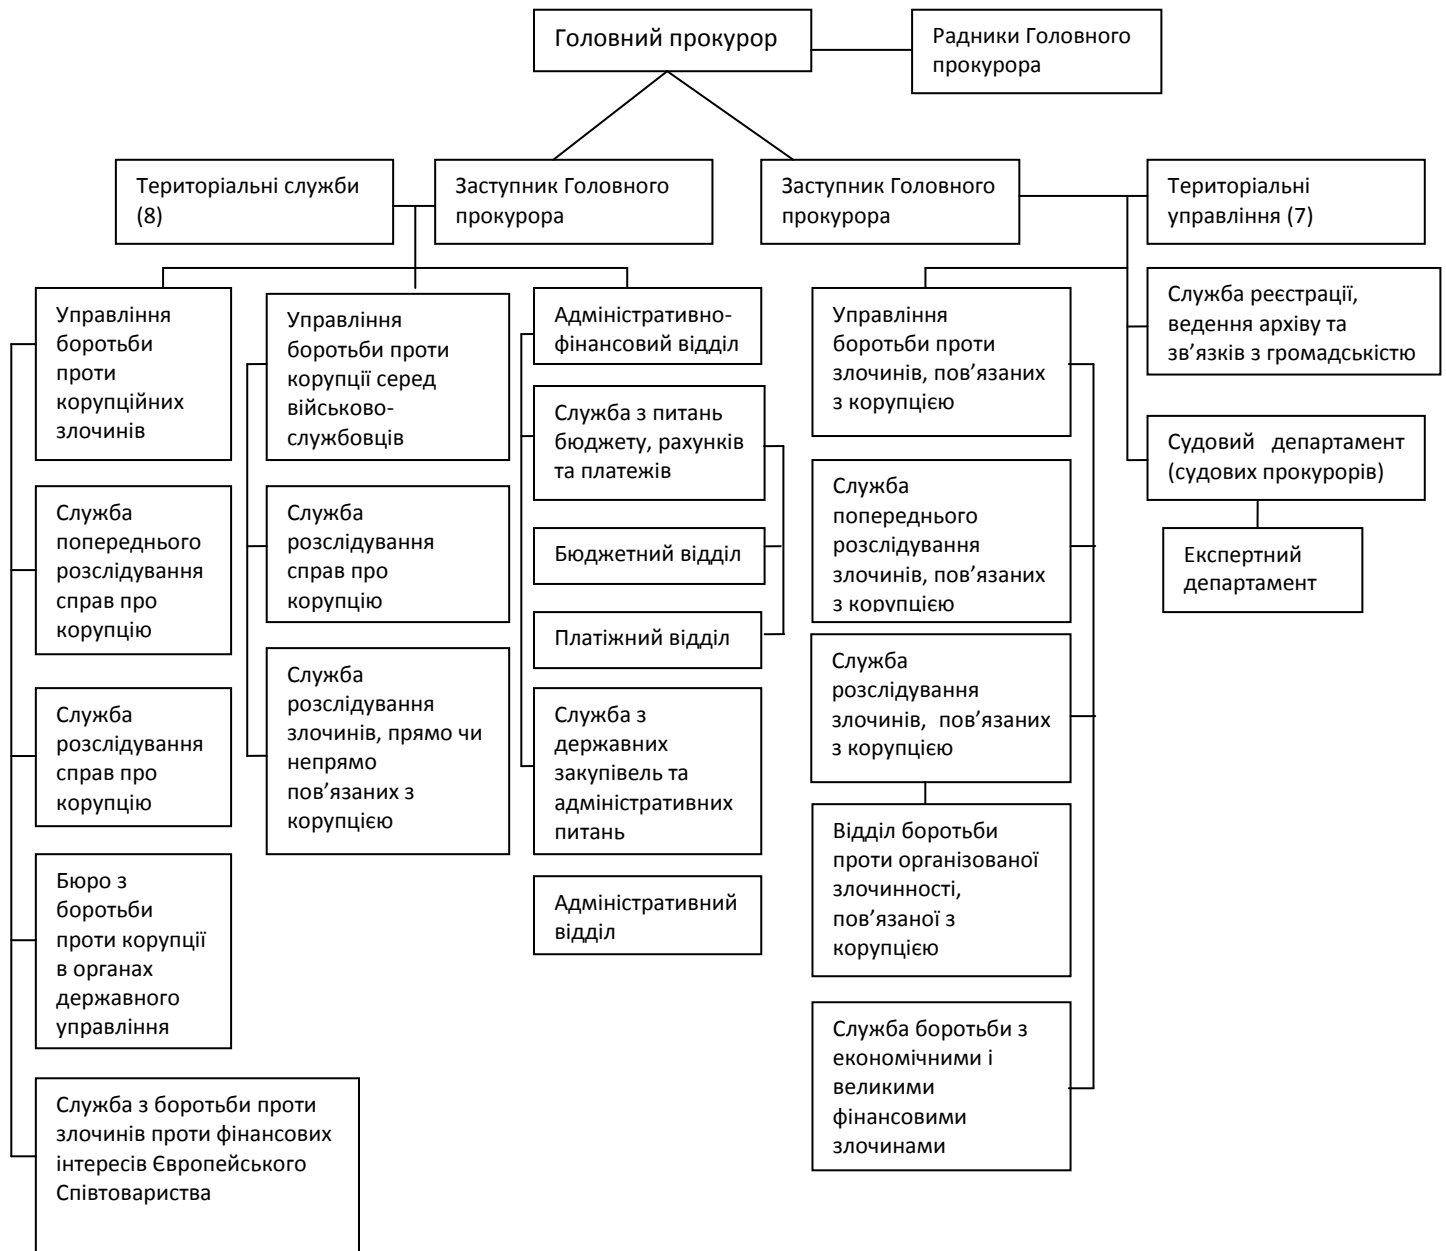 Головний прокурор
Радники Головного
прокурора
Територіальні служби
(8)
Заступник Головного
прокурора
Заступник Головного
прокурора
Територіальні
управління (7)
Управління
боротьби
проти
корупційних
злочинів
Служба
попереднього
розслідування
справ про
корупцію
Служба
розслідування
справ про
корупцію
Бюро з
боротьби
проти корупції
в органах
державного
управління
Служба з боротьби проти
злочинів проти фінансових
інтересів Європейського
Співтовариства
Управління
боротьби проти
корупції серед
військово-
службовців
Служба
розслідування
справ про
корупцію
Служба
розслідування
злочинів, прямо чи
непрямо
пов’язаних з
корупцією
Адміністративно-
фінансовий відділ
Служба з питань
бюджету, рахунків
та платежів
Бюджетний відділ
Платіжний відділ
Служба з
державних
закупівель та
адміністративних
питань
Адміністративний
відділ
Управління
боротьби проти
злочинів, пов’язаних
з корупцією
Служба
попереднього
розслідування
злочинів, пов’язаних
з корупцією
Служба
розслідування
злочинів, пов’язаних
з корупцією
Відділ боротьби
проти організованої
злочинності,
пов’язаної з
корупцією
Служба боротьби з
економічними і
великими
фінансовими
злочинами
Служба реєстрації,
ведення архіву та
зв’язків з громадськістю
Судовий департамент
(судових прокурорів)
Експертний
департамент